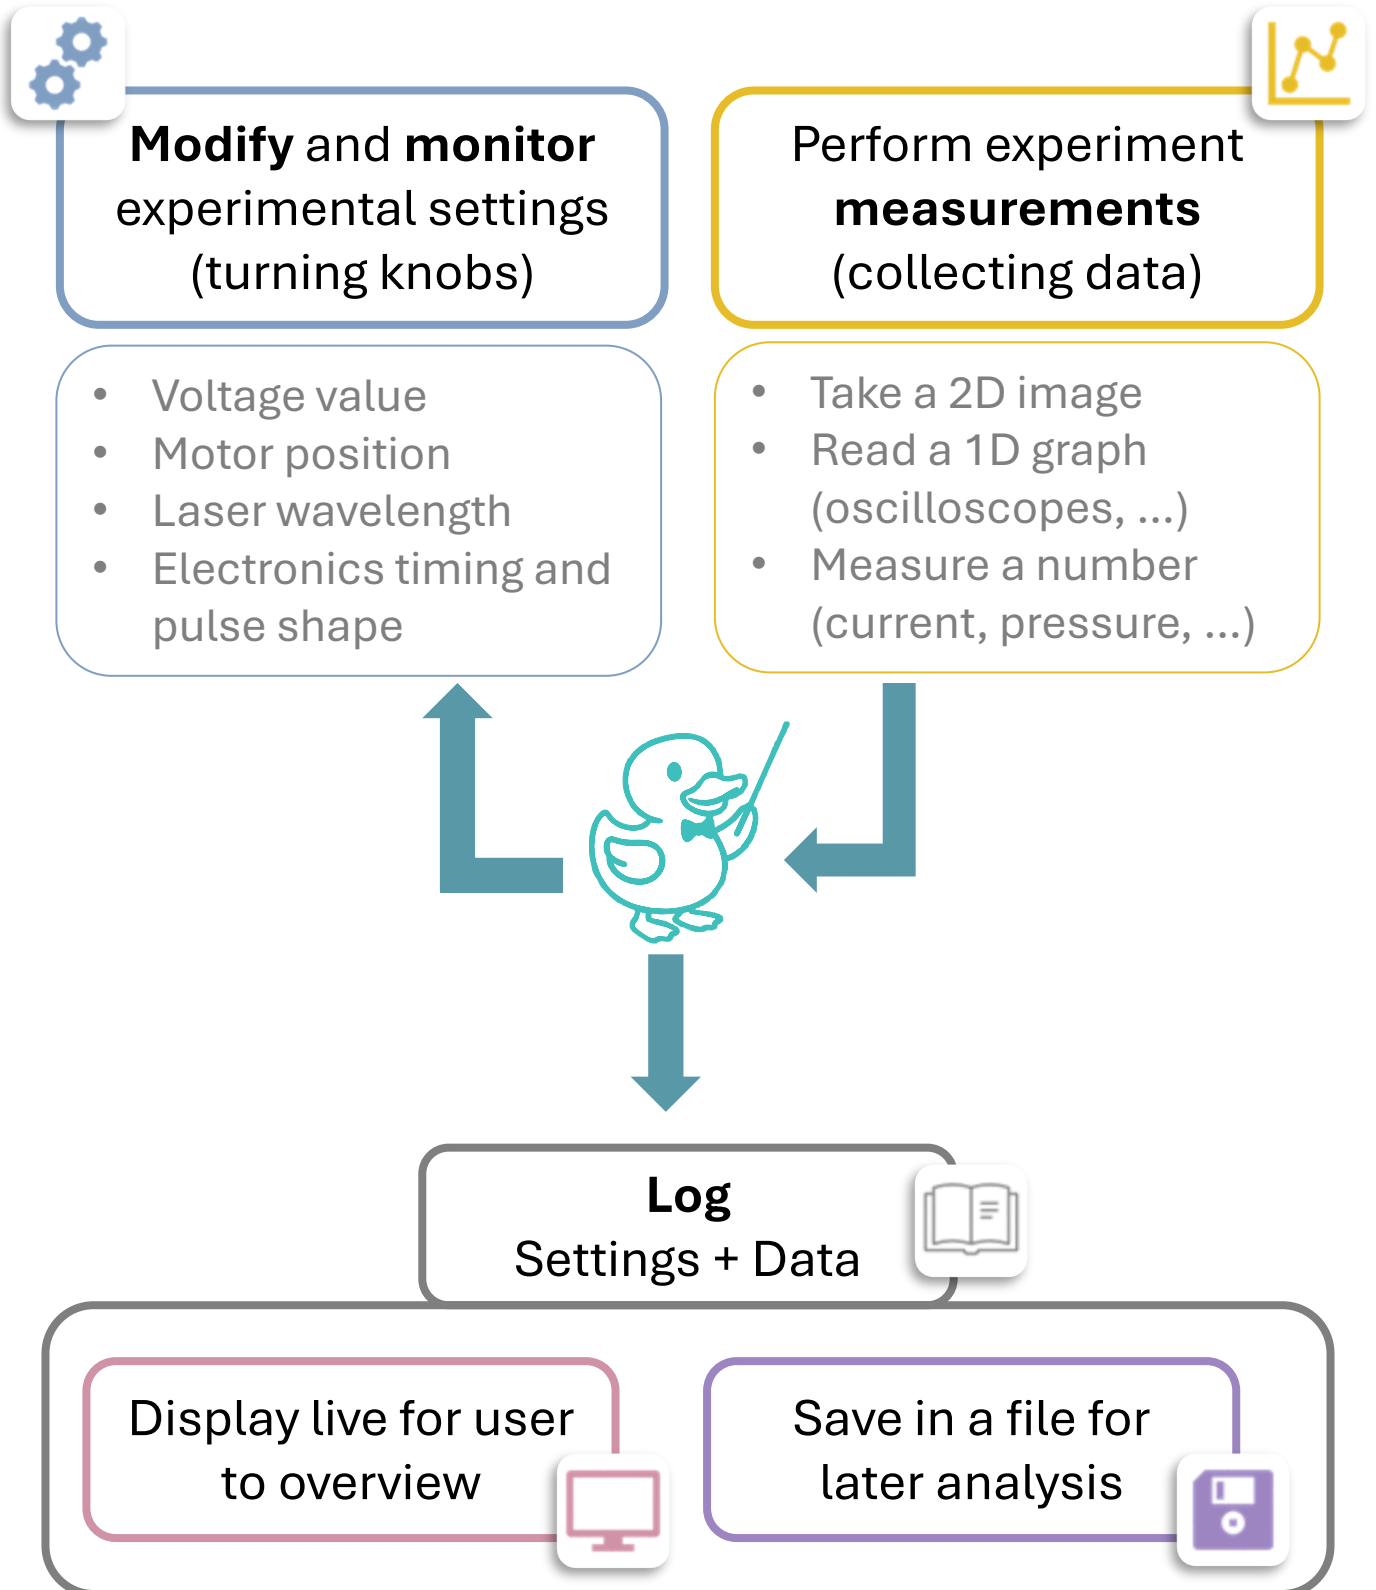 Modify and monitor
experimental settings
(turning knobs)
Perform experiment
measurements
(collecting data)
• Voltage value
• Motor position
• Laser wavelength
• Electronics timing and
pulse shape
• Take a 2D image
• Read a 1D graph
(oscilloscopes, ...)
• Measure a number
(current, pressure, ...)
Log
Settings + Data
Display live for user
to overview
Save in a file for
later analysis